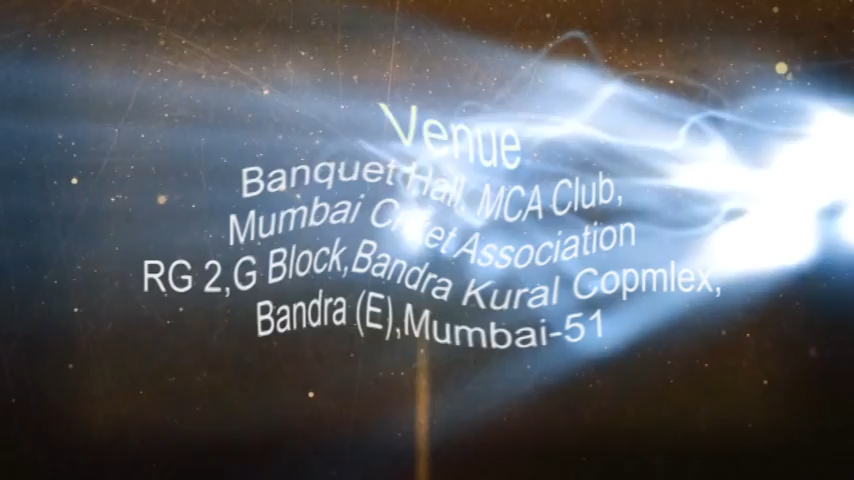 Venue
Banquet Hall, MCA Club,
Mumbai Association
RG 2,G Block,Bandra Kural Copmlex,
Bandra (E),Mumbai-51